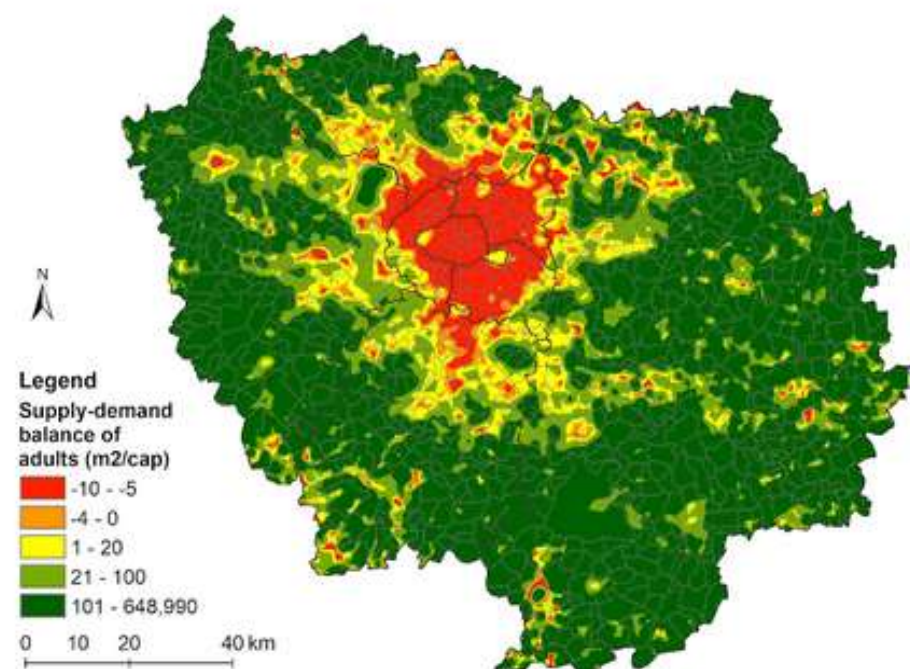 N
Legend
Supply-demand
balance of
adults (m2/cap)
-10 - -5
-4 - 0
1 - 20
21 - 100
101 - 648,990
0 10 20 40 km